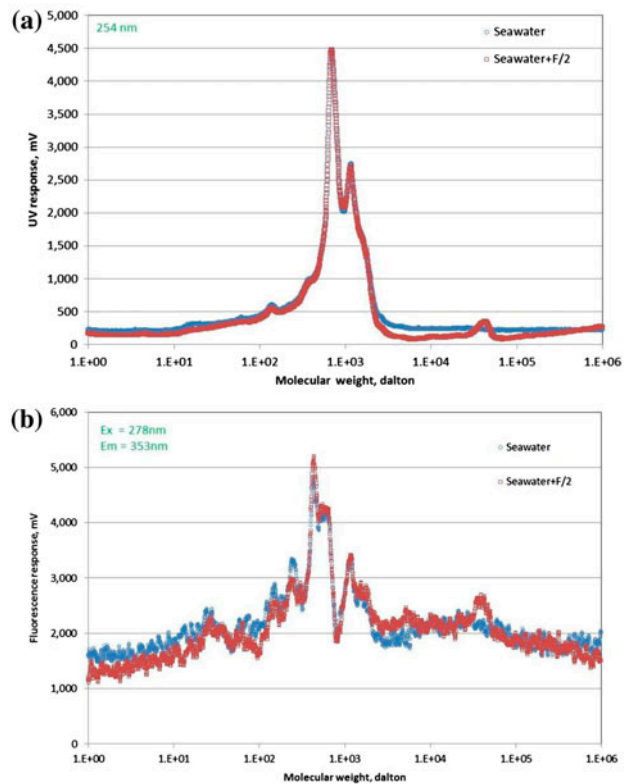 (a)
254 nm
Seawater
Seawater+F/2
UV response, mV
5,000
4,500
4,000
3,500
3,000
2,500
2,000
1,500
1,000
500
0
1.E+00 1.E+01 1.E+02 1.E+03 1.E+04 1.E+05 1.E+06
Molecular weight, dalton
(b)
Ex = 278nm
Em = 353nm
Seawater
Seawater+F/2
Fluorescence response, mV
6,000
5,000
4,000
3,000
2,000
1,000
0
1.E+00 1.E+01 1.E+02 1.E+03 1.E+04 1.E+05 1.E+06
Molecular weight, dalton